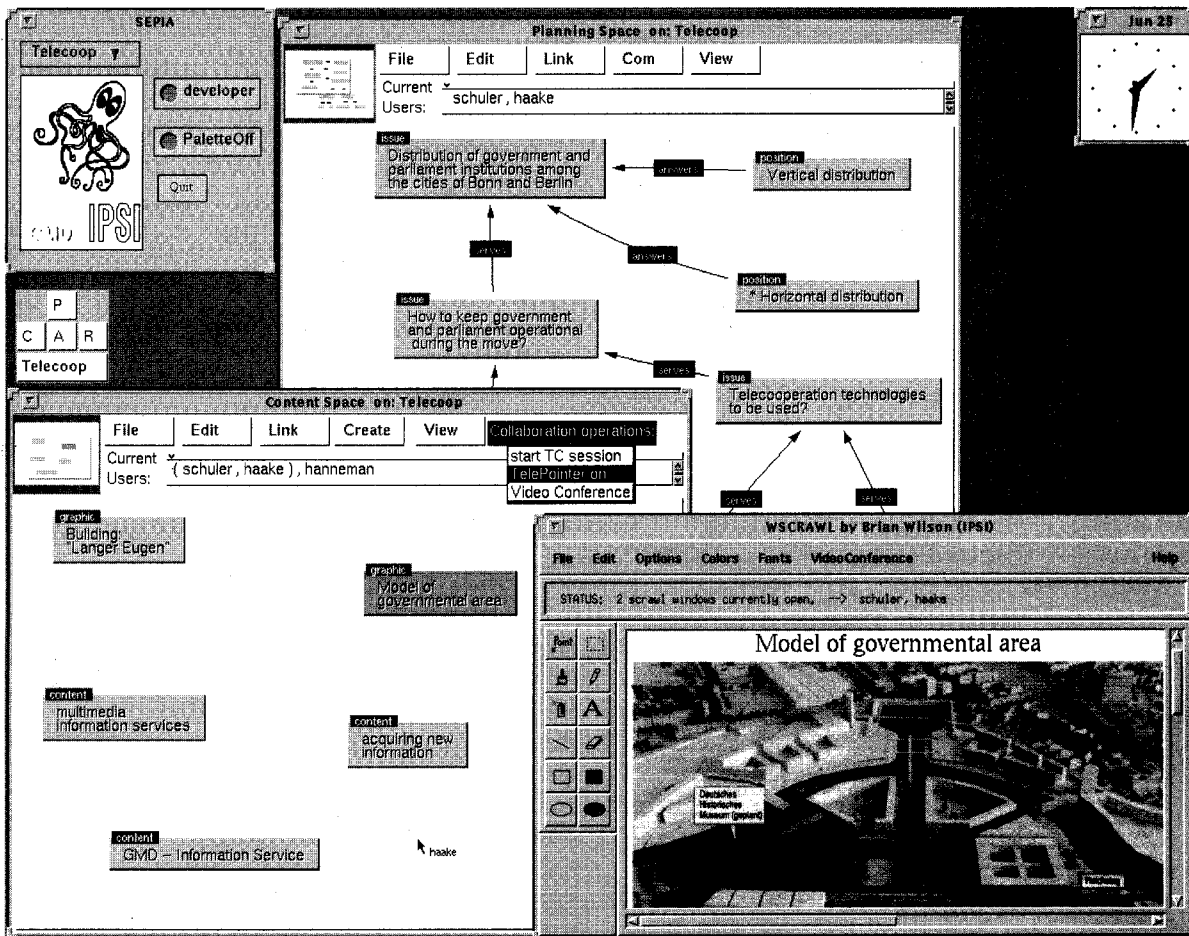 SEPIA
Telecoop
developer
PaletteOff
Quit
GMD IPSI
P
C A R
Telecoop
Planning Space on: Telecoop
File Edit Link Com View
Current
Users:
schuler , haake
issue
Distribution of government and
parliament institutions among
the cities of Bonn and Berlin
answers
position
Vertical distribution
serves
answers
position
* Horizontal distribution
issue
How to keep government
and parliament operational
during the move?
serves
issue
Telecooperation technologies
to be used?
serves
serves
Jun 25
Content Space on: Telecoop
File Edit Link Create View Collaboration operations:
start TC session
TelePointer on
Video Conference
Current
Users:
( schuler , haake ) , hanneman
graphic
Building:
"Langer Eugen"
graphic
Model of
governmental area
content
multimedia
information services
content
acquiring new
information
content
GMD – Information Service
haake
WSCRAWL by Brian Wilson (IPSI)
File Edit Options Colors Fonts VideoConference Help
STATUS: 2 scrawl windows currently open, --> schuler, haake
Font
A
Model of governmental area
Deutsches
Historisches
Museum (geplant)